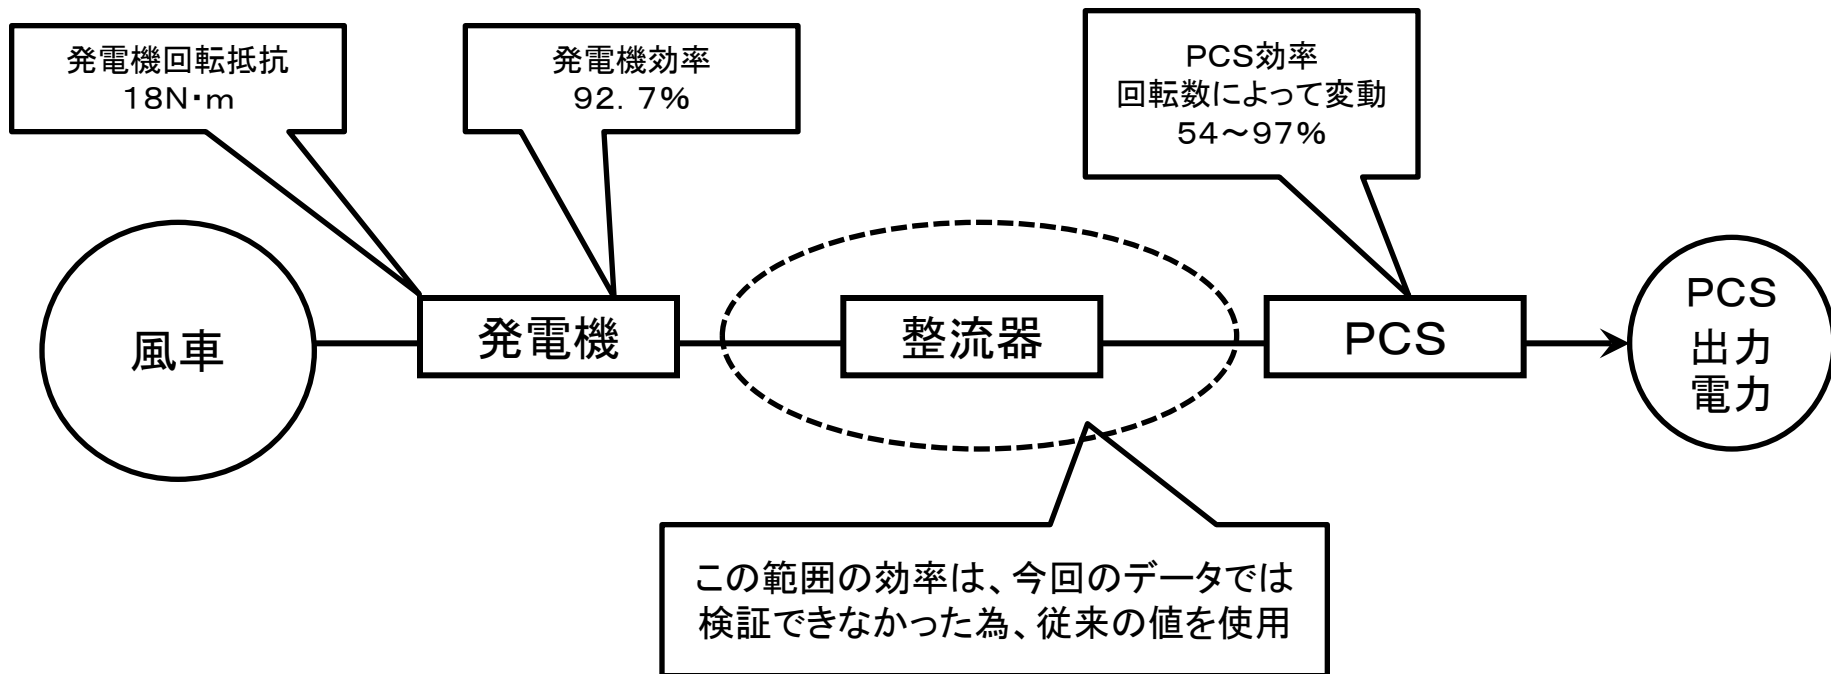 発電機回転抵抗
18N・m
発電機効率
92. 7%
PCS効率
回転数によって変動
54～97%
風車
発電機
整流器
PCS
PCS
出力
電力
この範囲の効率は、今回のデータでは
検証できなかった為、従来の値を使用